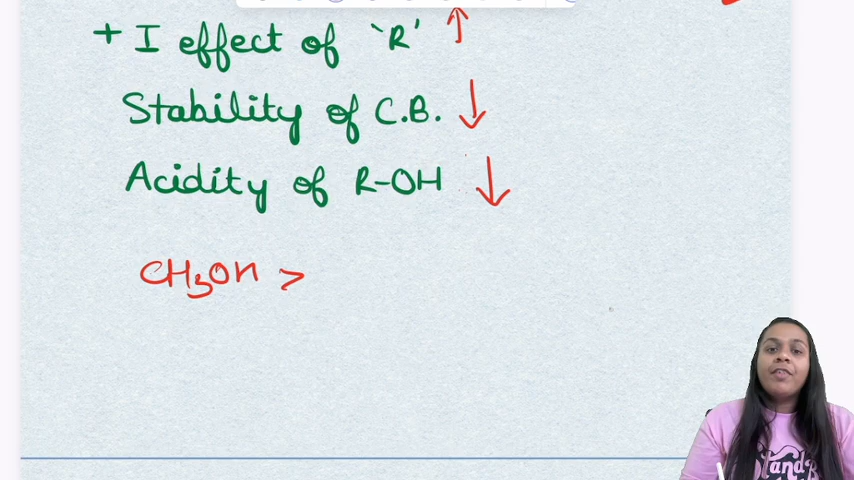 + I effect of 'R' ↑
Stability of C.B. ↓
Acidity of R-OH ↓
CH₃OH >